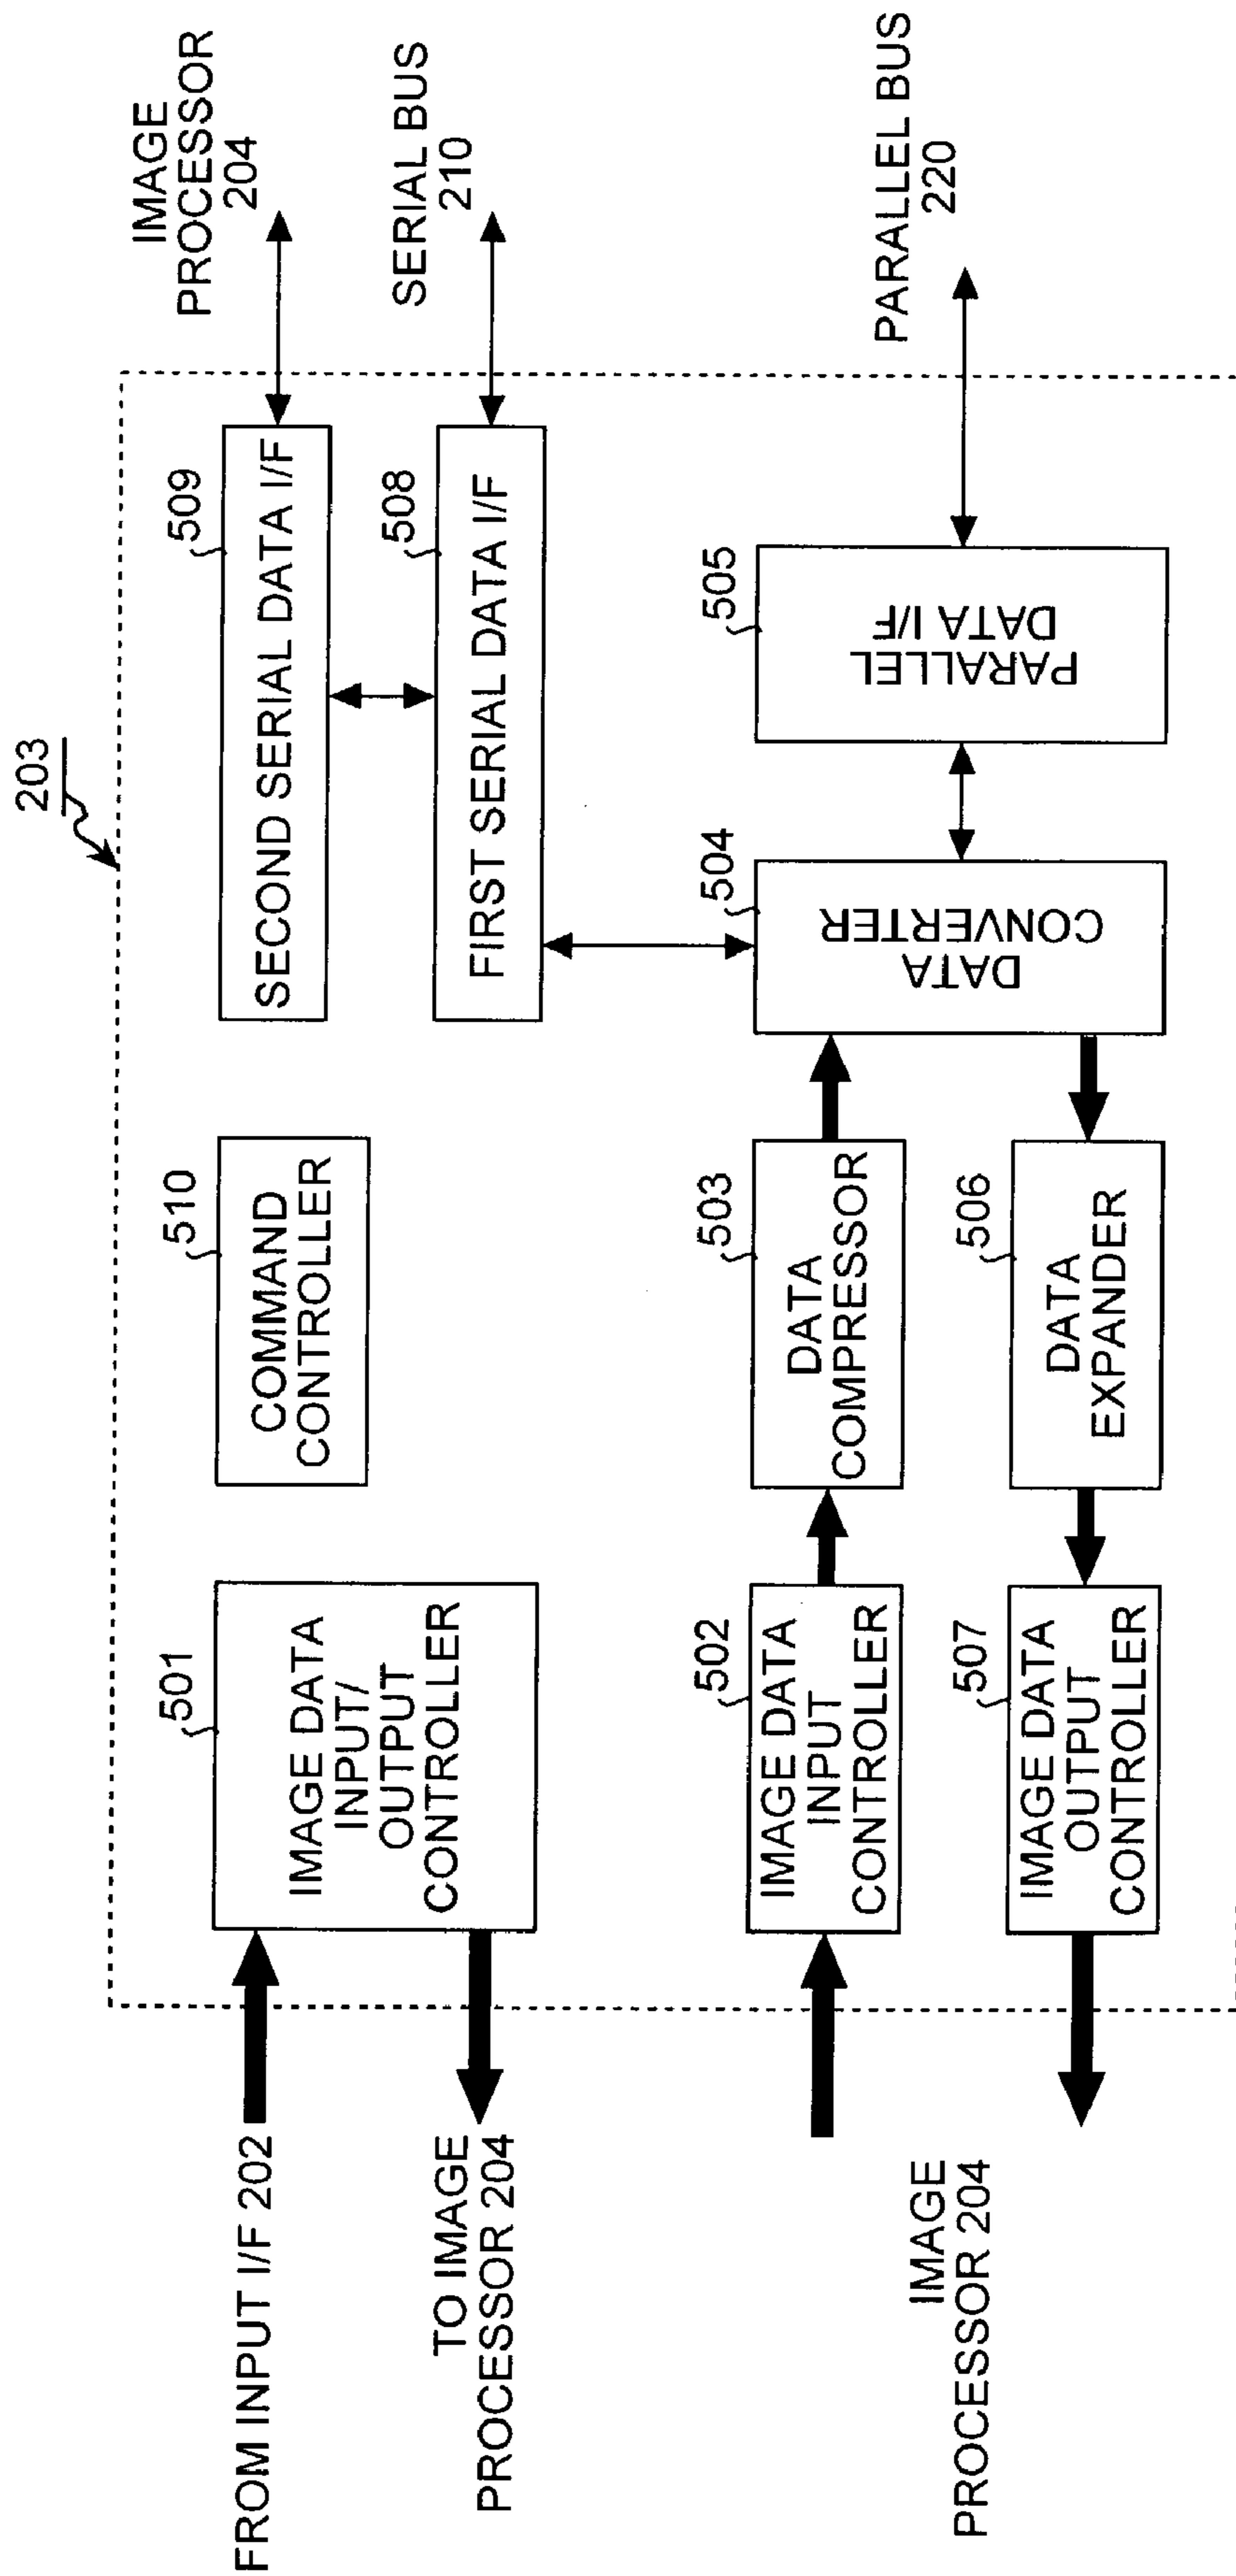 203
IMAGE
PROCESSOR
204
SERIAL BUS
210
PARALLEL BUS
220
FROM INPUT I/F 202
TO IMAGE
PROCESSOR 204
IMAGE
PROCESSOR 204
501
IMAGE DATA
INPUT/
OUTPUT
CONTROLLER
510
COMMAND
CONTROLLER
509
SECOND SERIAL DATA I/F
508
FIRST SERIAL DATA I/F
502
IMAGE DATA
INPUT
CONTROLLER
503
DATA
COMPRESSOR
504
DATA
CONVERTER
505
PARALLEL
DATA I/F
507
IMAGE DATA
OUTPUT
CONTROLLER
506
DATA
EXPANDER